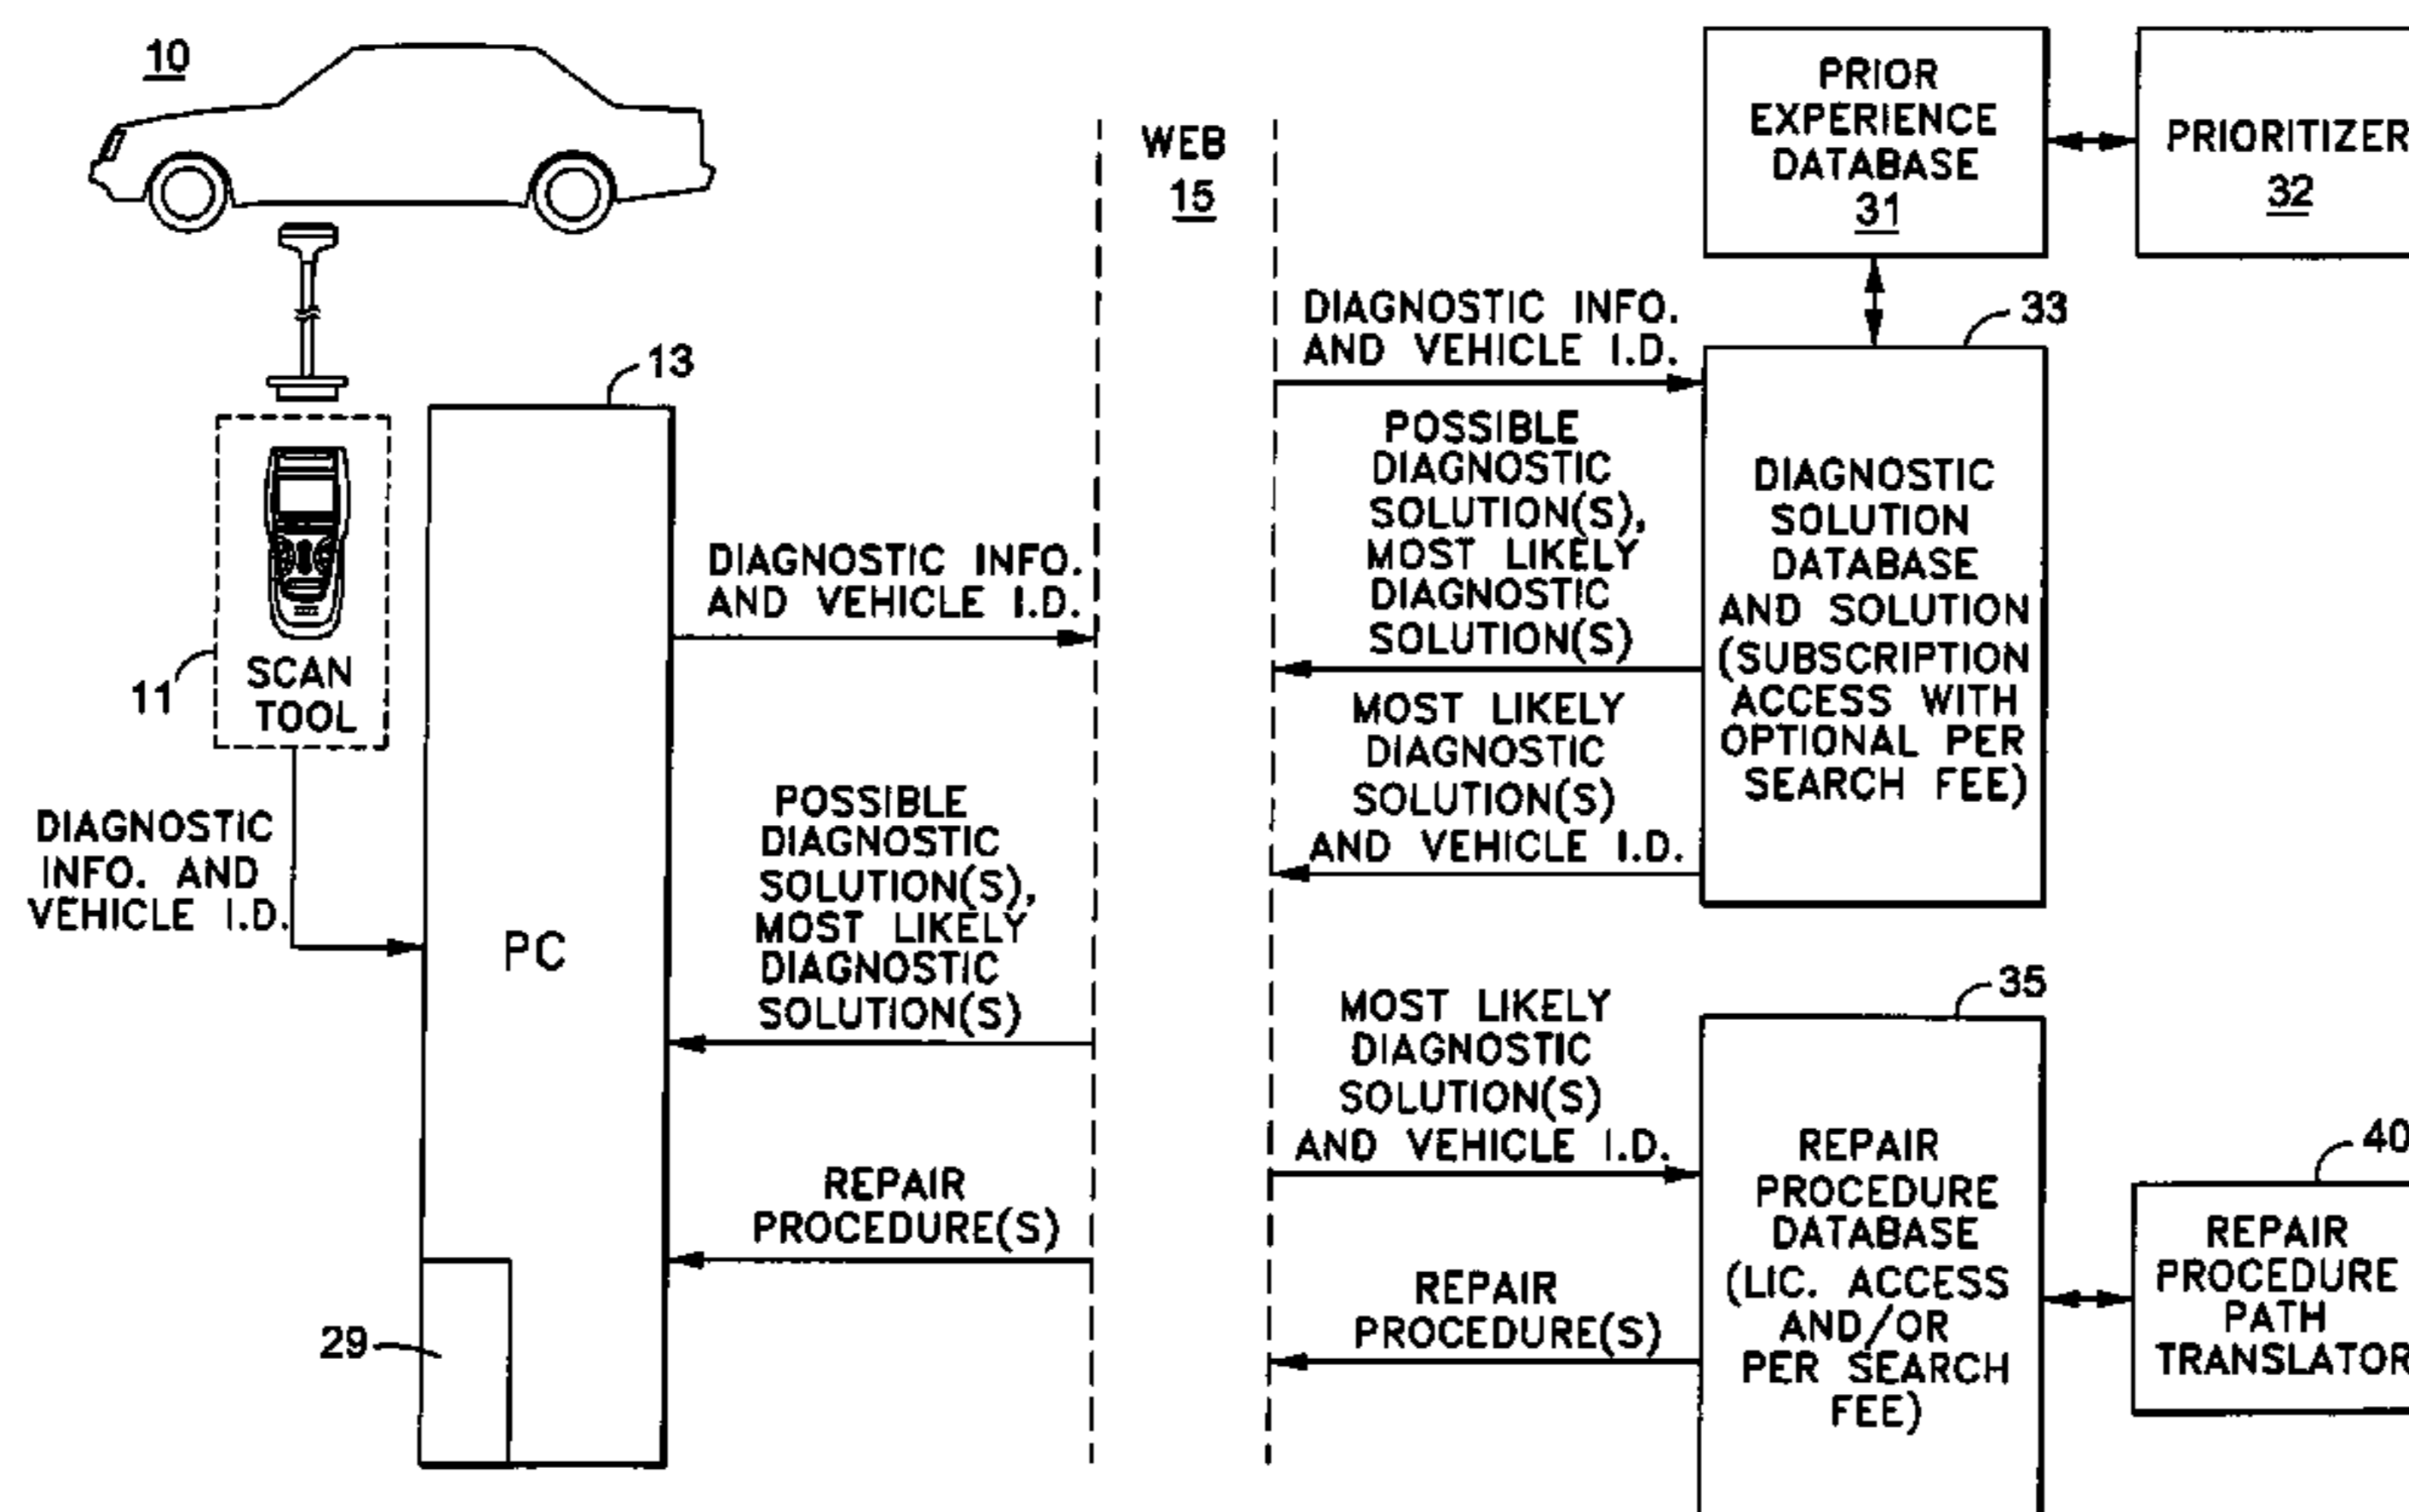 10
11
SCAN
TOOL
DIAGNOSTIC
INFO. AND
VEHICLE I.D.
13
PC
29
DIAGNOSTIC INFO.
AND VEHICLE I.D.
POSSIBLE
DIAGNOSTIC
SOLUTION(S),
MOST LIKELY
DIAGNOSTIC
SOLUTION(S)
REPAIR
PROCEDURE(S)
WEB
15
DIAGNOSTIC INFO.
AND VEHICLE I.D.
POSSIBLE
DIAGNOSTIC
SOLUTION(S),
MOST LIKELY
DIAGNOSTIC
SOLUTION(S)
MOST LIKELY
DIAGNOSTIC
SOLUTION(S)
AND VEHICLE I.D.
MOST LIKELY
DIAGNOSTIC
SOLUTION(S)
AND VEHICLE I.D.
REPAIR
PROCEDURE(S)
PRIOR
EXPERIENCE
DATABASE
31
PRIORITIZER
32
33
DIAGNOSTIC
SOLUTION
DATABASE
AND SOLUTION
(SUBSCRIPTION
ACCESS WITH
OPTIONAL PER
SEARCH FEE)
35
REPAIR
PROCEDURE
DATABASE
(LIC. ACCESS
AND/OR
PER SEARCH
FEE)
40
REPAIR
PROCEDURE
PATH
TRANSLATOR